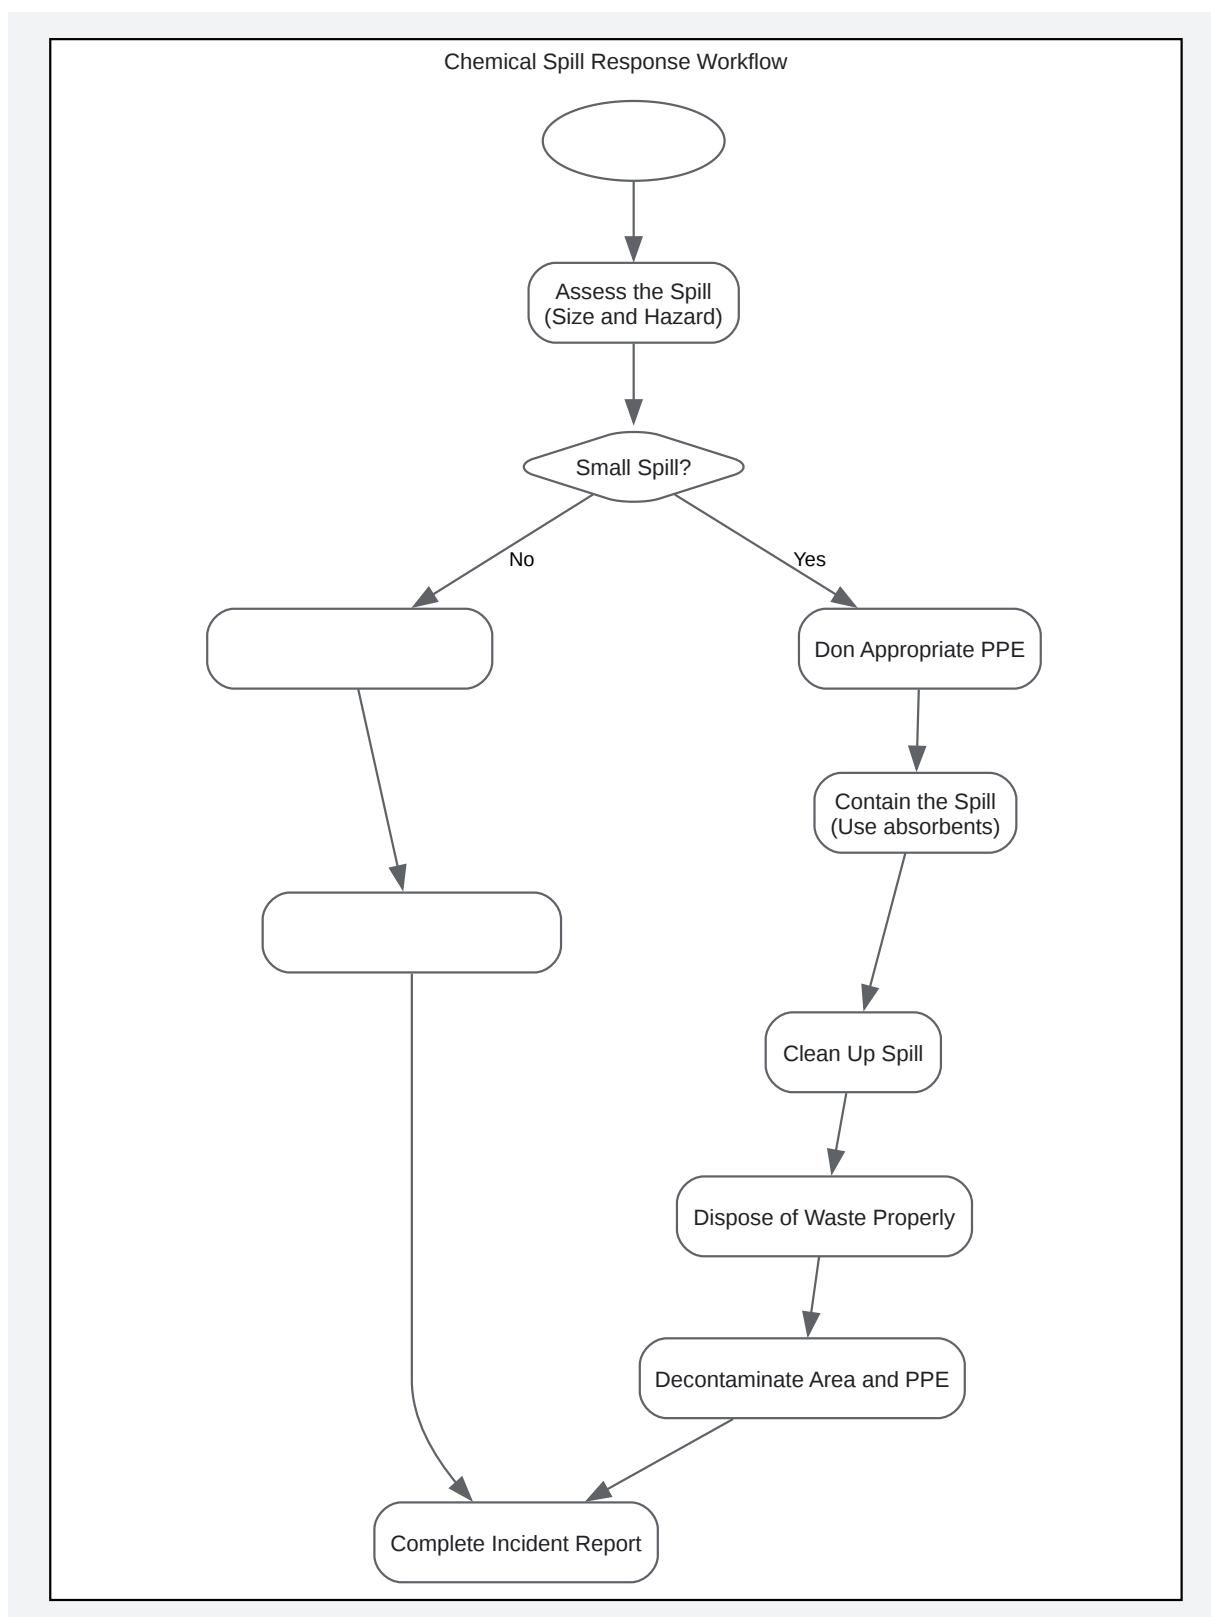 Chemical Spill Response Workflow
Assess the Spill
(Size and Hazard)
Small Spill?
No
Yes
Don Appropriate PPE
Contain the Spill
(Use absorbents)
Clean Up Spill
Dispose of Waste Properly
Decontaminate Area and PPE
Complete Incident Report